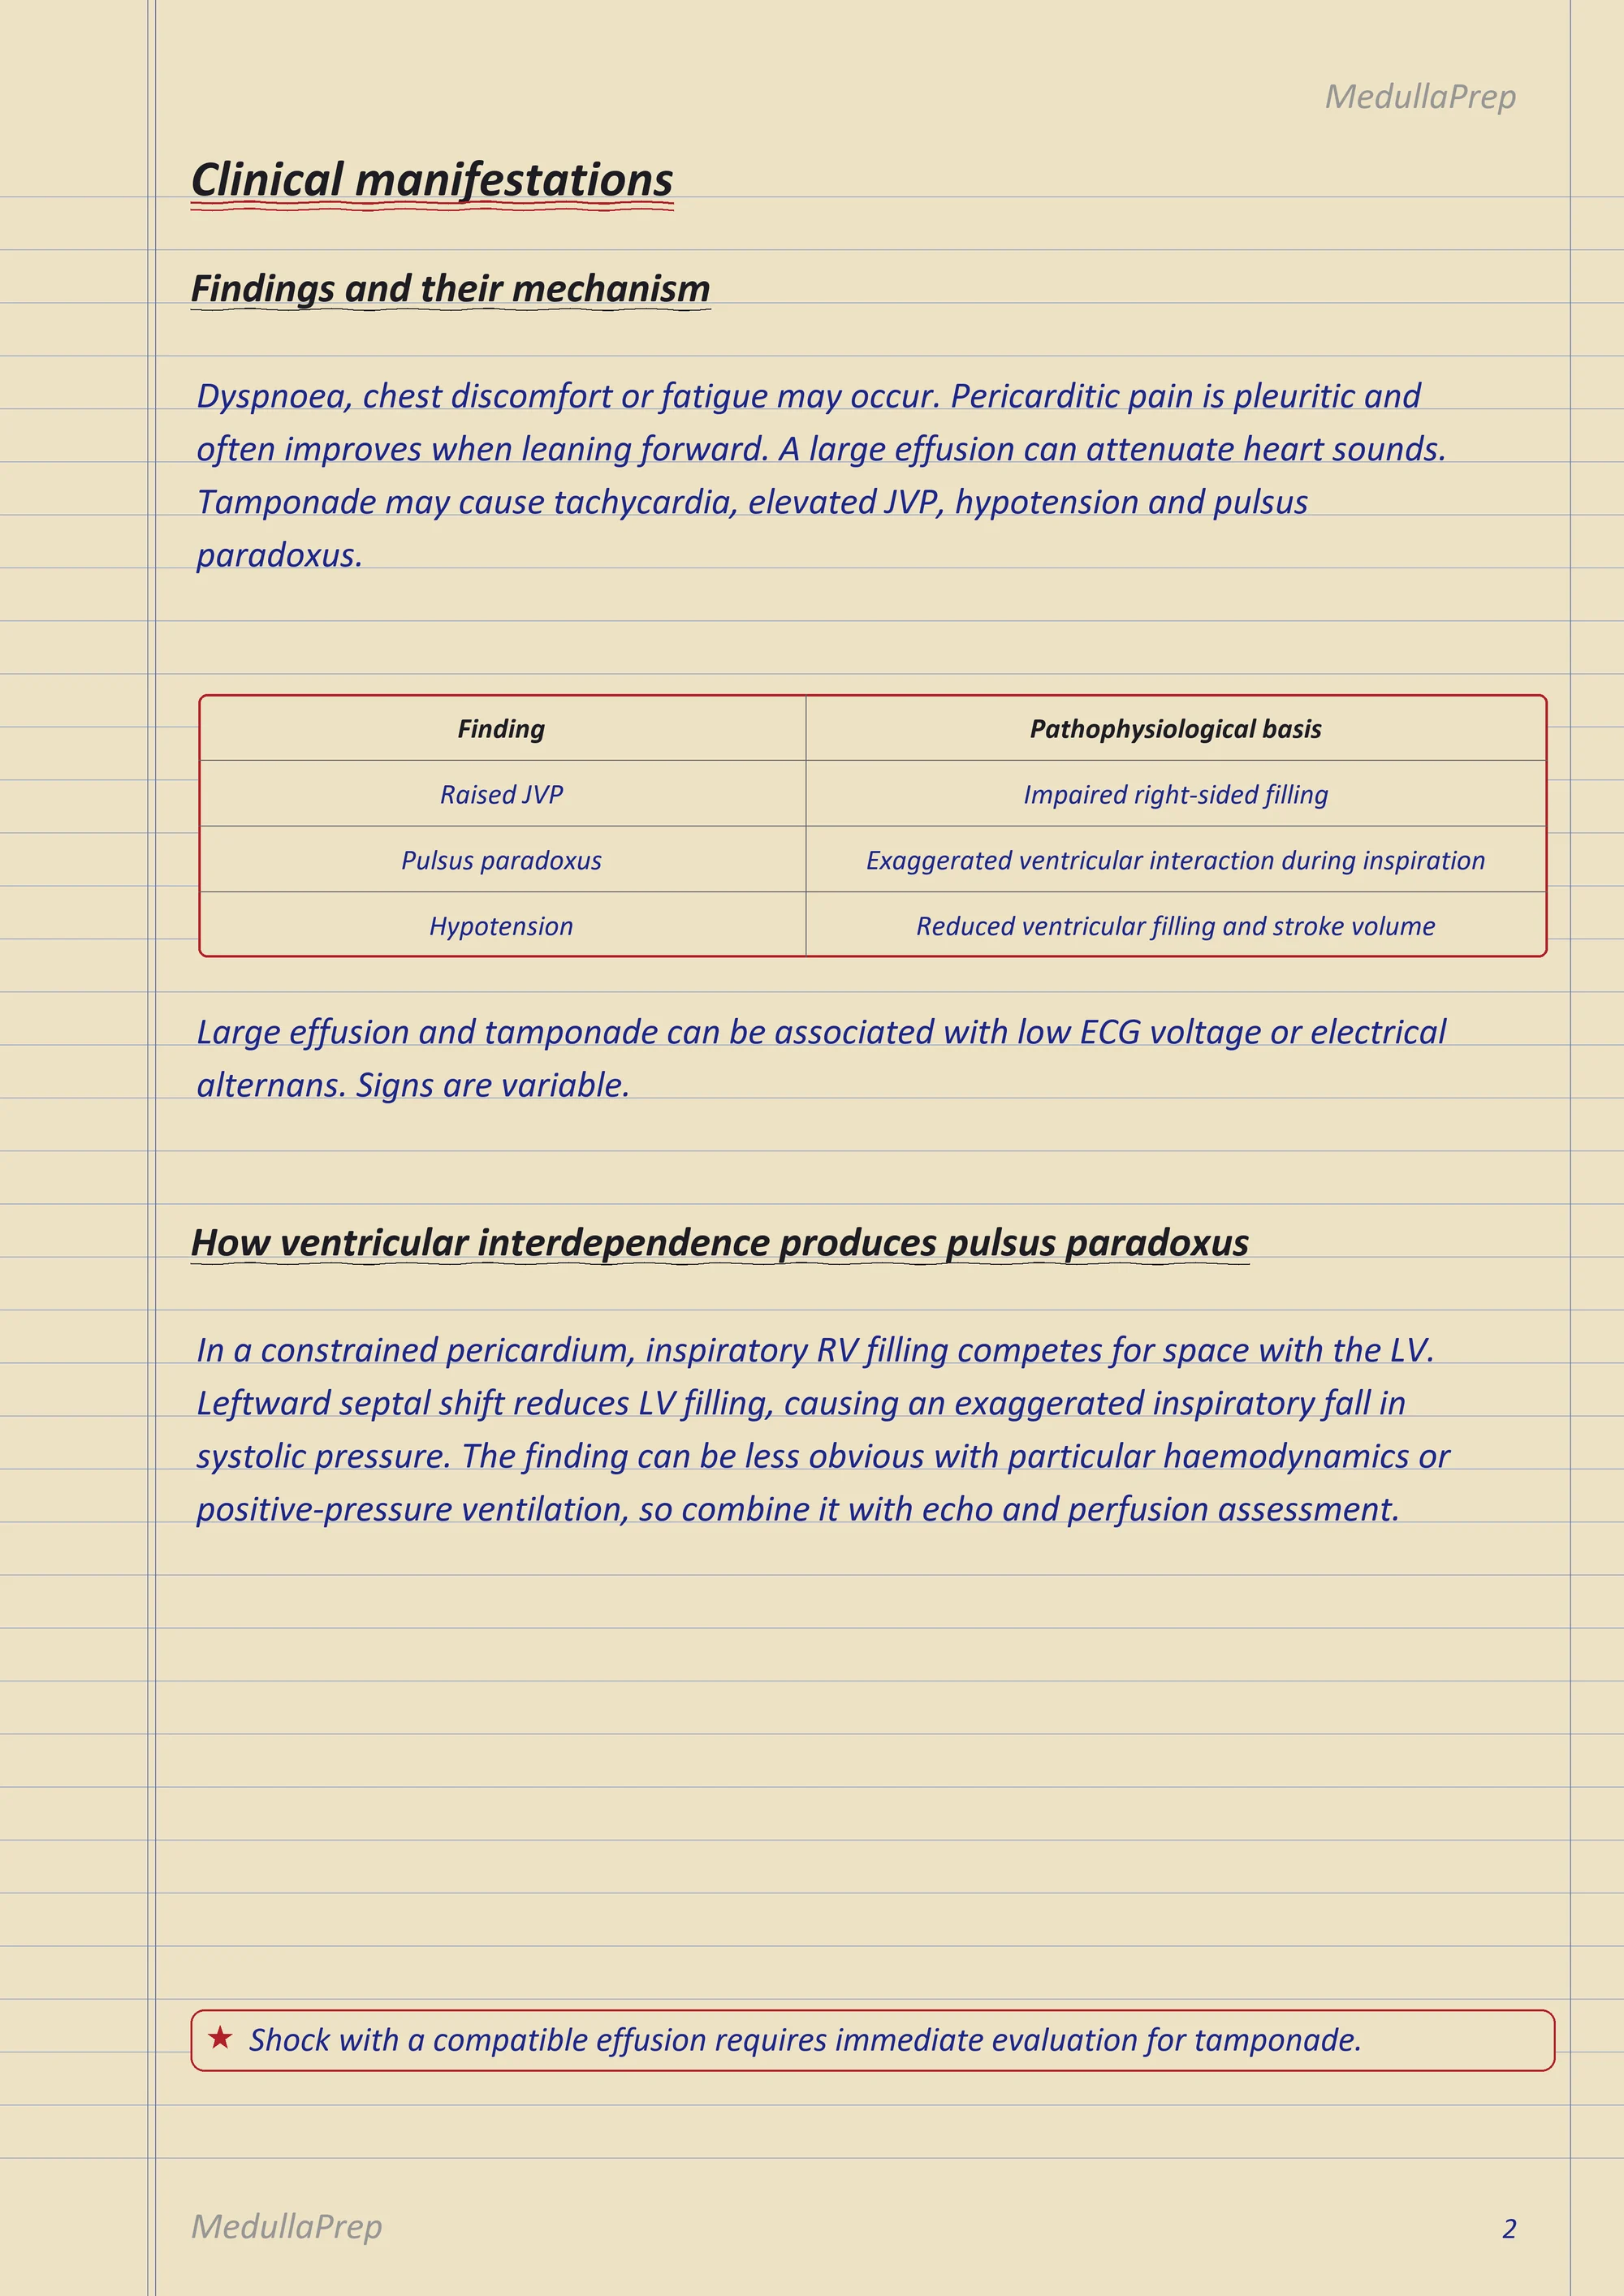 MedullaPrep
Clinical manifestations
Findings and their mechanism
Dyspnoea, chest discomfort or fatigue may occur. Pericarditic pain is pleuritic and
often improves when leaning forward. A large effusion can attenuate heart sounds.
Tamponade may cause tachycardia, elevated JVP, hypotension and pulsus
paradoxus.
Finding Pathophysiological basis
Raised JVP Impaired right-sided filling
Pulsus paradoxus Exaggerated ventricular interaction during inspiration
Hypotension Reduced ventricular filling and stroke volume
Large effusion and tamponade can be associated with low ECG voltage or electrical
alternans. Signs are variable.
How ventricular interdependence produces pulsus paradoxus
In a constrained pericardium, inspiratory RV filling competes for space with the LV.
Leftward septal shift reduces LV filling, causing an exaggerated inspiratory fall in
systolic pressure. The finding can be less obvious with particular haemodynamics or
positive-pressure ventilation, so combine it with echo and perfusion assessment.
★ Shock with a compatible effusion requires immediate evaluation for tamponade.
MedullaPrep 2